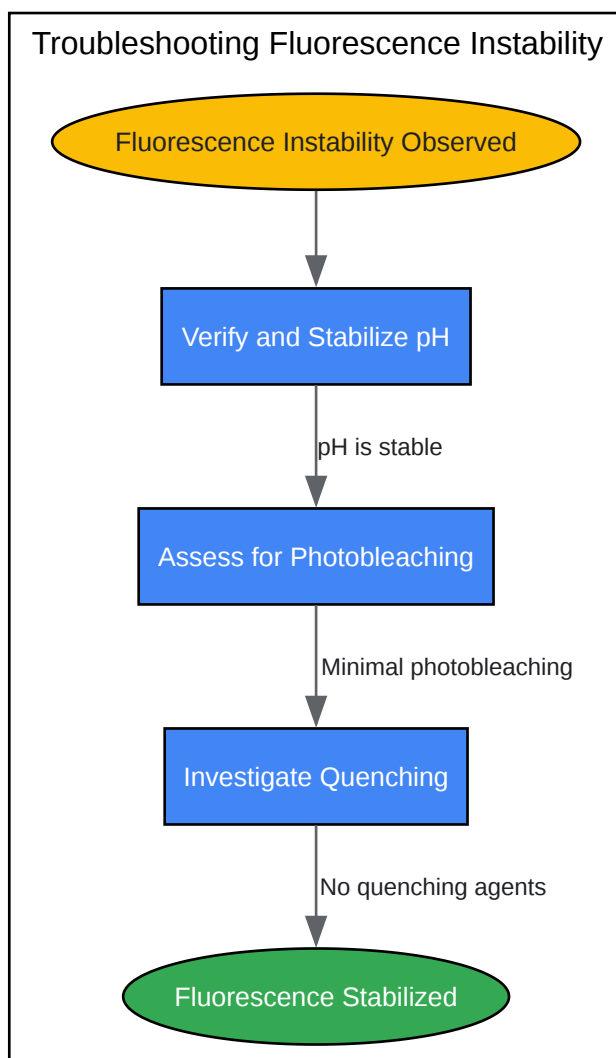 Troubleshooting Fluorescence Instability
Fluorescence Instability Observed
Verify and Stabilize pH
pH is stable
Assess for Photobleaching
Minimal photobleaching
Investigate Quenching
No quenching agents
Fluorescence Stabilized